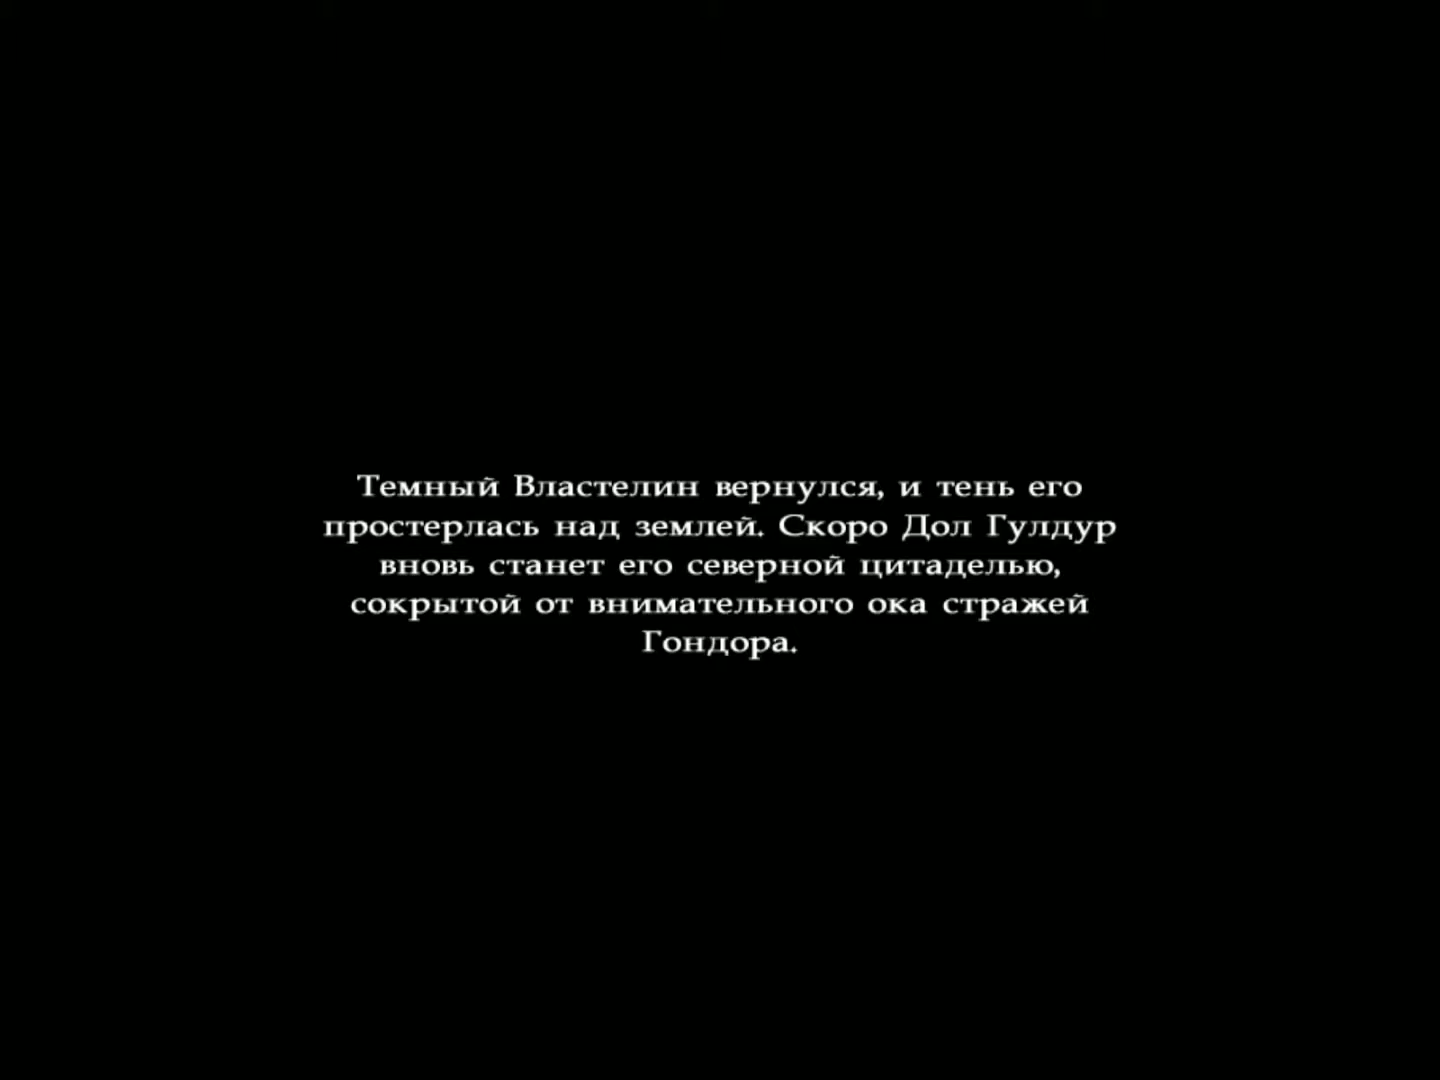 Темный Властелин вернулся, и тень его
простерлась над землей. Скоро Дол Гулдур
вновь станет его северной цитаделью,
сокрытой от внимательного ока стражей
Гондора.